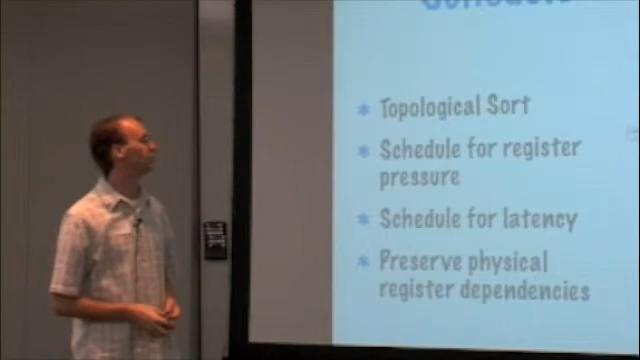 Topological Sort
Schedule for register
pressure
Schedule for latency
Preserve physical
register dependencies